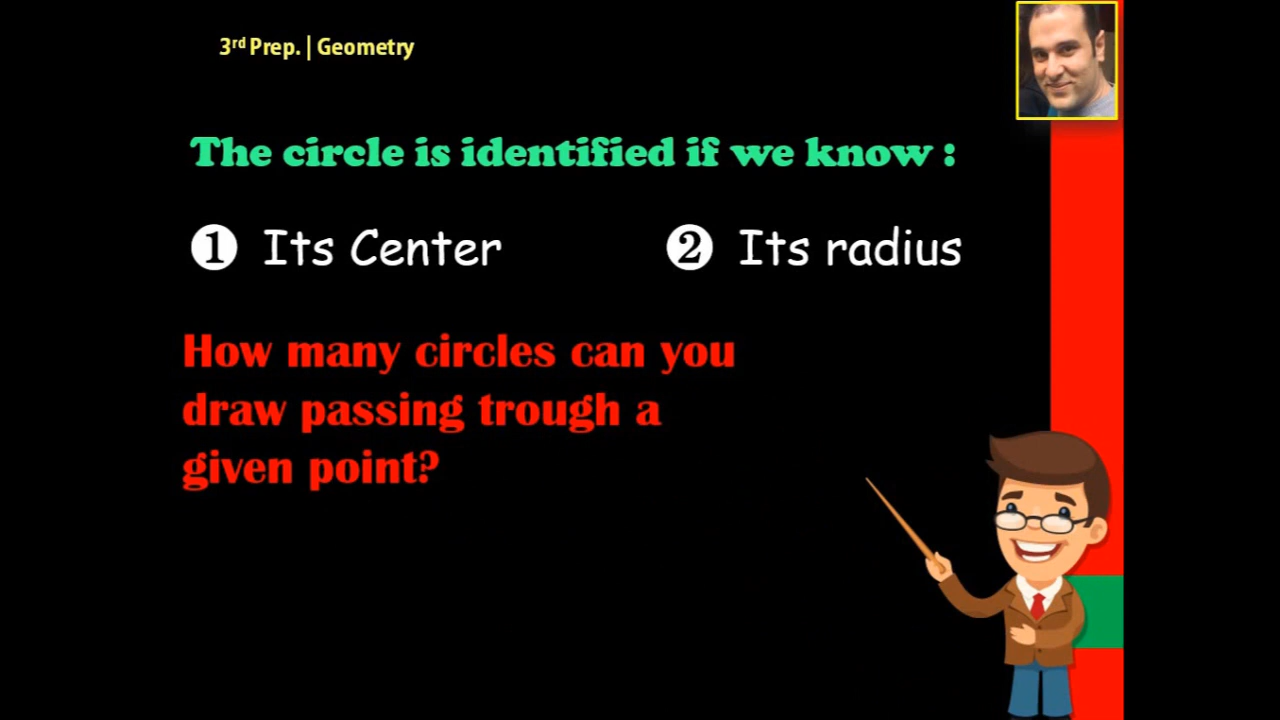 3rd Prep. | Geometry
The circle is identified if we know :
❶ Its Center ❷ Its radius
How many circles can you
draw passing trough a
given point?